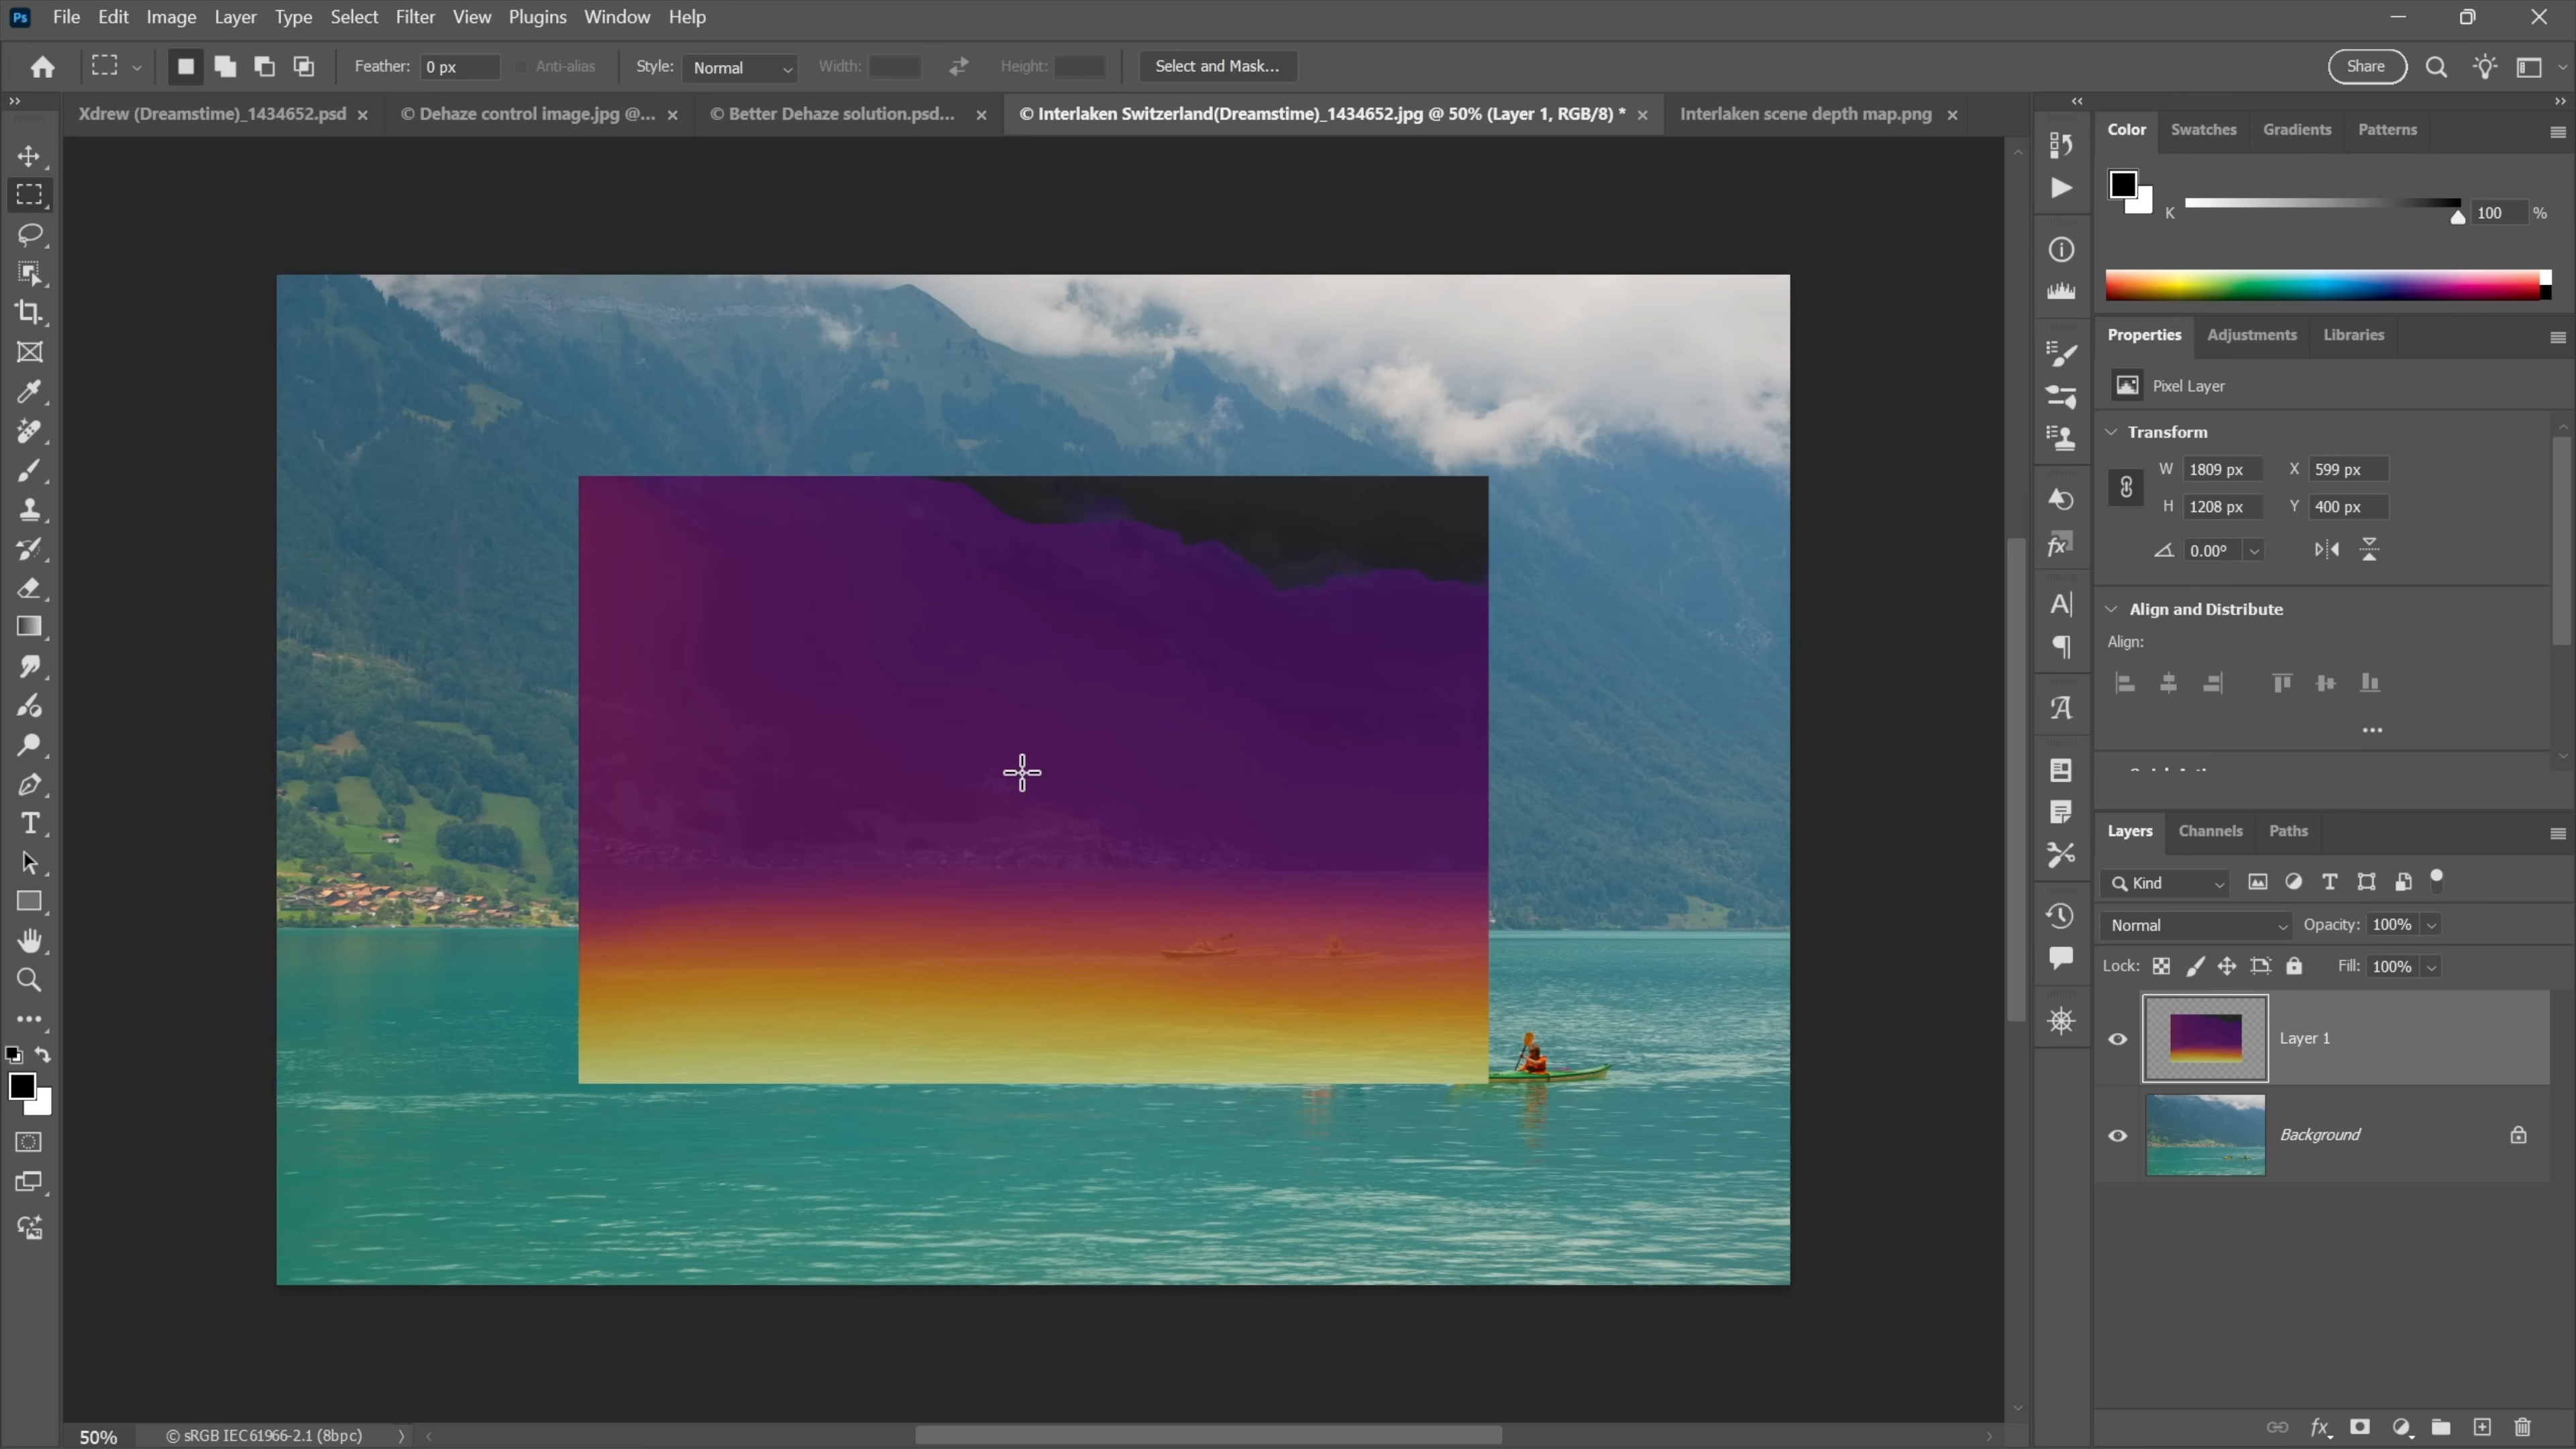 Ps File Edit Image Layer Type Select Filter View Plugins Window Help
Feather: 0 px Anti-alias Style: Normal Width: Height: Select and Mask... Share
Xdrew (Dreamstime)_1434652.psd × © Dehaze control image.jpg @... × © Better Dehaze solution.psd... × © Interlaken Switzerland(Dreamstime)_1434652.jpg @ 50% (Layer 1, RGB/8) * × Interlaken scene depth map.png ×
Color Swatches Gradients Patterns
K 100 %
Properties Adjustments Libraries
Pixel Layer
Transform
W 1809 px X 599 px
H 1208 px Y 400 px
0.00°
Align and Distribute
Align:
Layers Channels Paths
Kind
Normal Opacity: 100%
Lock: Fill: 100%
Layer 1
Background
50% © sRGB IEC61966-2.1 (8bpc)